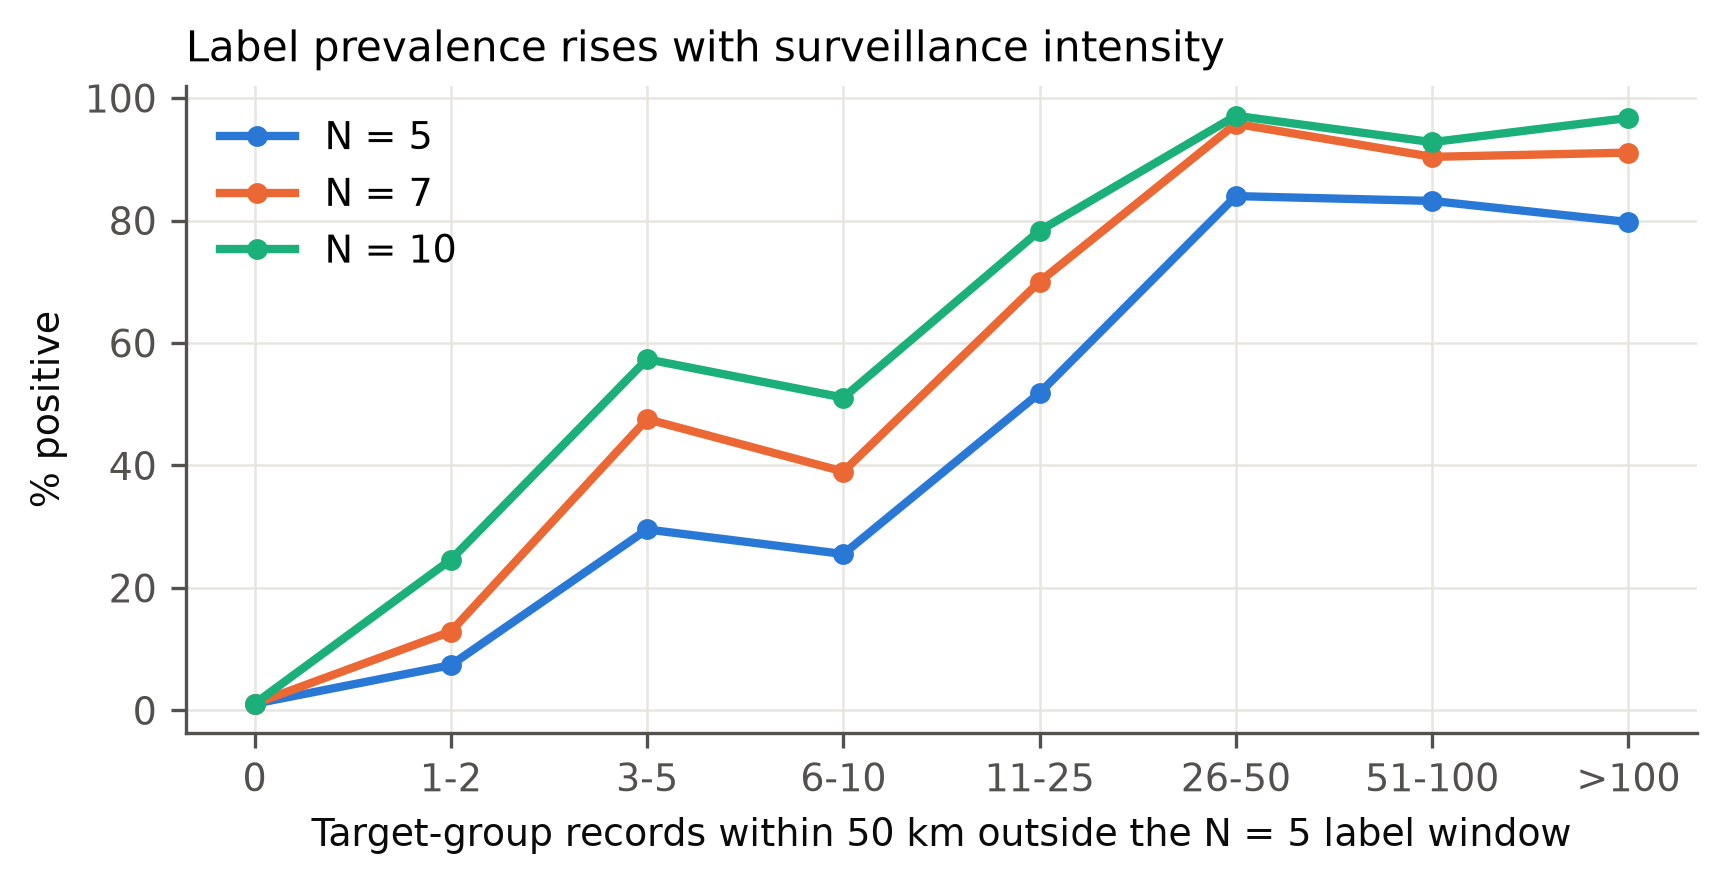 Label prevalence rises with surveillance intensity
100
80
60
40
20
0
% positive
N = 5
N = 7
N = 10
0 1-2 3-5 6-10 11-25 26-50 51-100 >100
Target-group records within 50 km outside the N = 5 label window